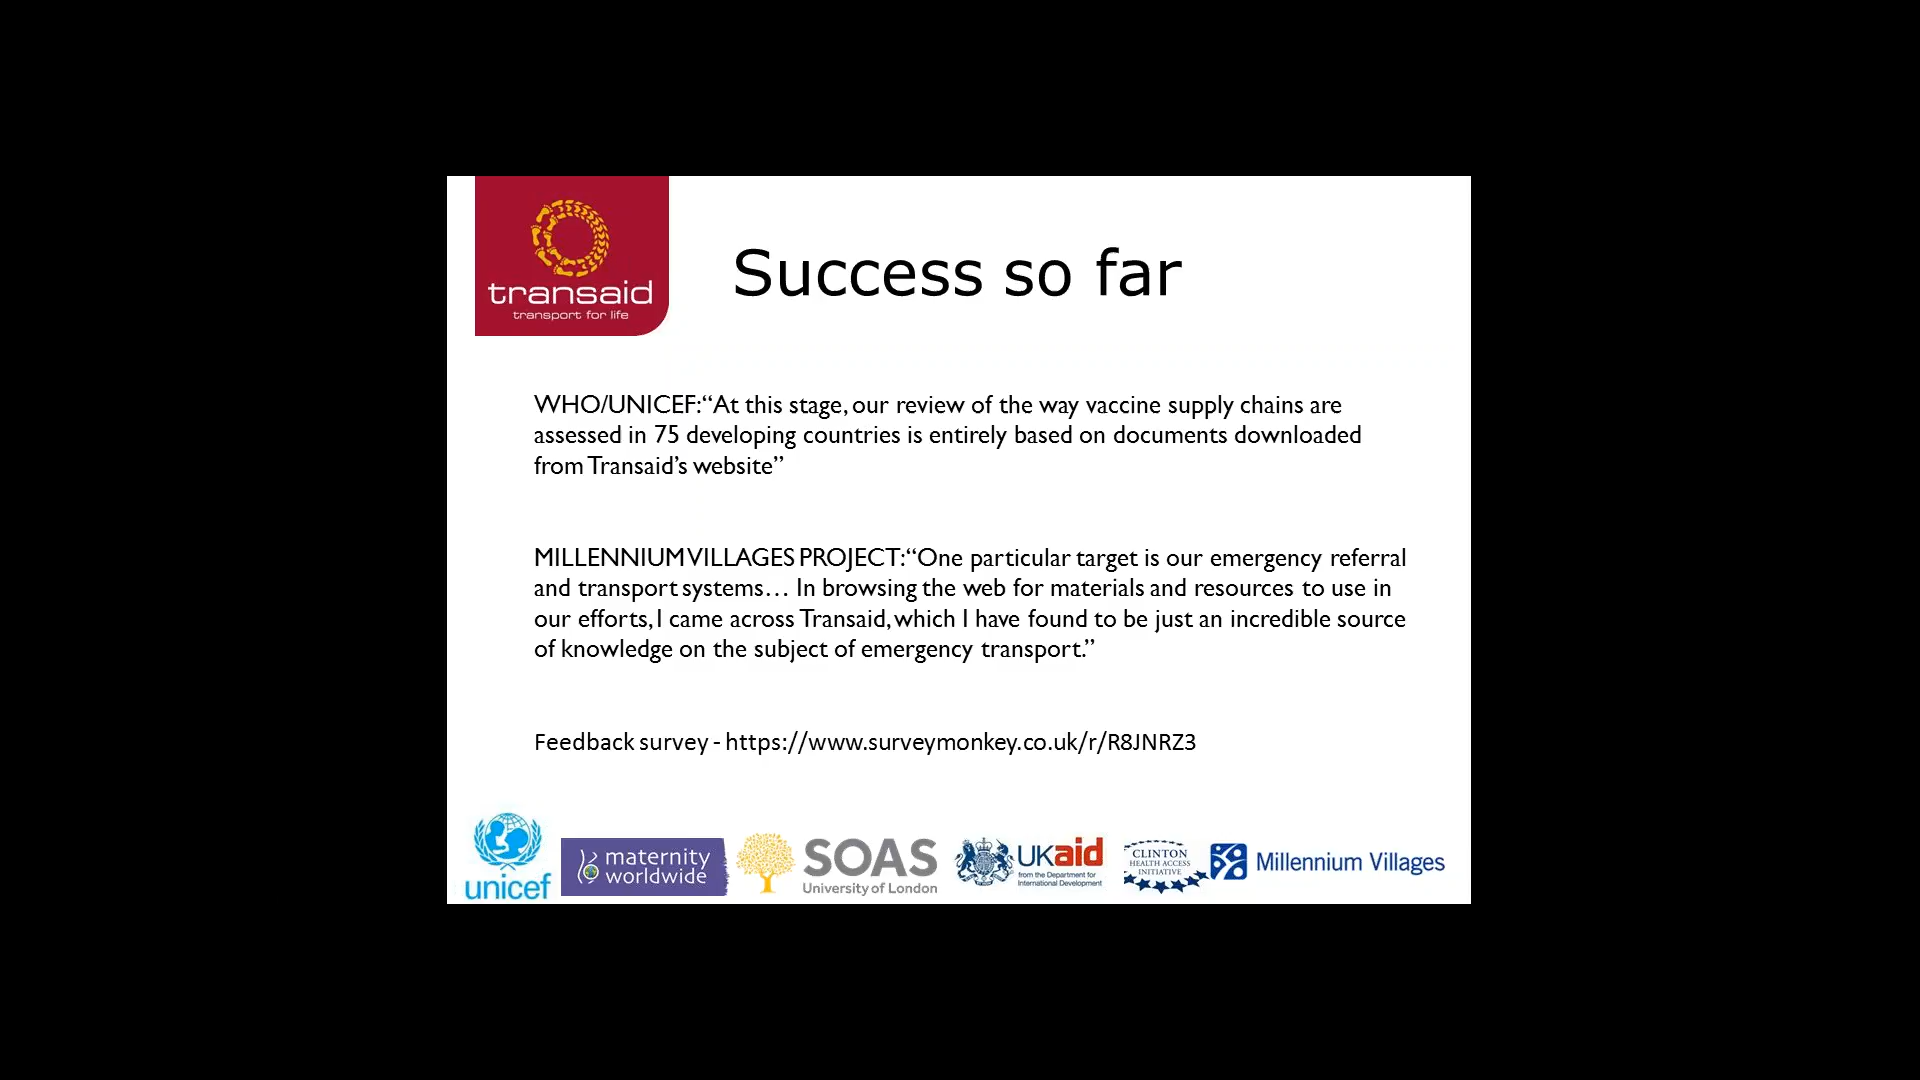 transaid
transport for life
Success so far
WHO/UNICEF:“At this stage, our review of the way vaccine supply chains are
assessed in 75 developing countries is entirely based on documents downloaded
from Transaid’s website”
MILLENNIUM VILLAGES PROJECT:“One particular target is our emergency referral
and transport systems… In browsing the web for materials and resources to use in
our efforts, I came across Transaid, which I have found to be just an incredible source
of knowledge on the subject of emergency transport.”
Feedback survey - https://www.surveymonkey.co.uk/r/R8JNRZ3
unicef
maternity
worldwide
SOAS
University of London
UKaid
from the Department for
International Development
CLINTON
HEALTH ACCESS
INITIATIVE
Millennium Villages